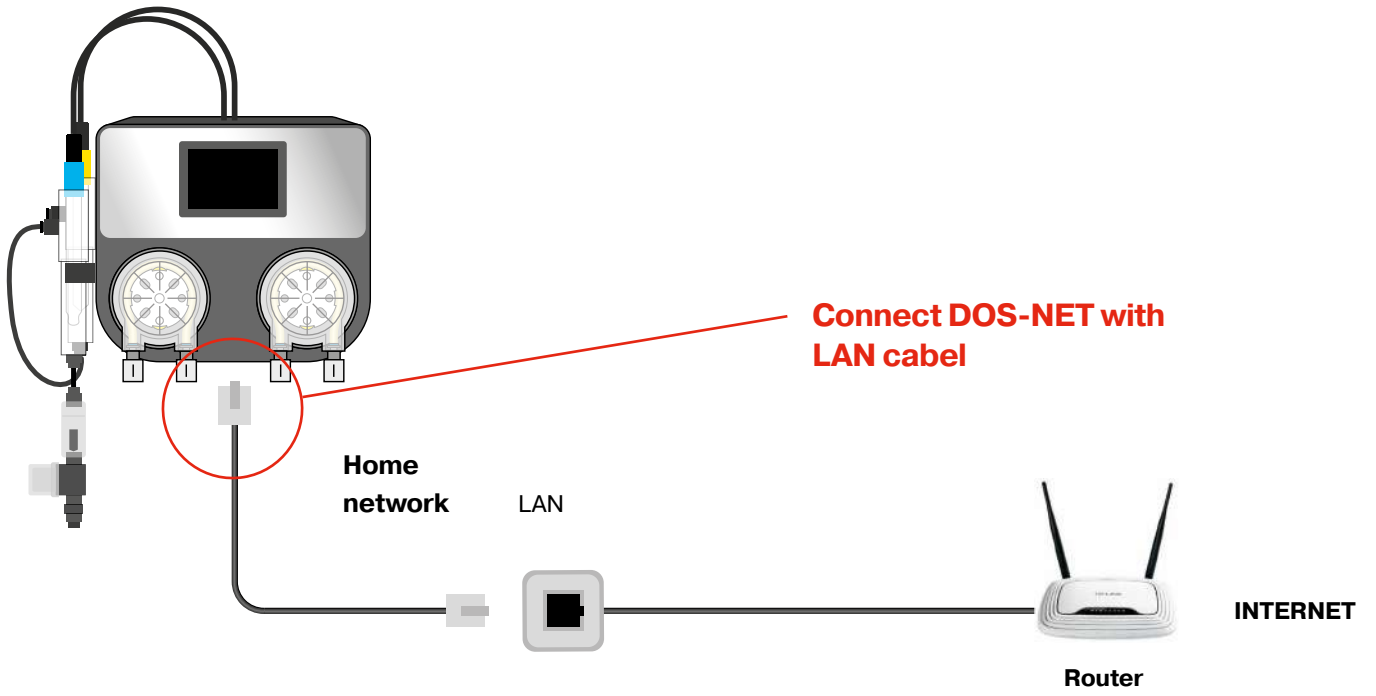 Connect DOS-NET with
LAN cabel
Home
network
LAN
INTERNET
Router